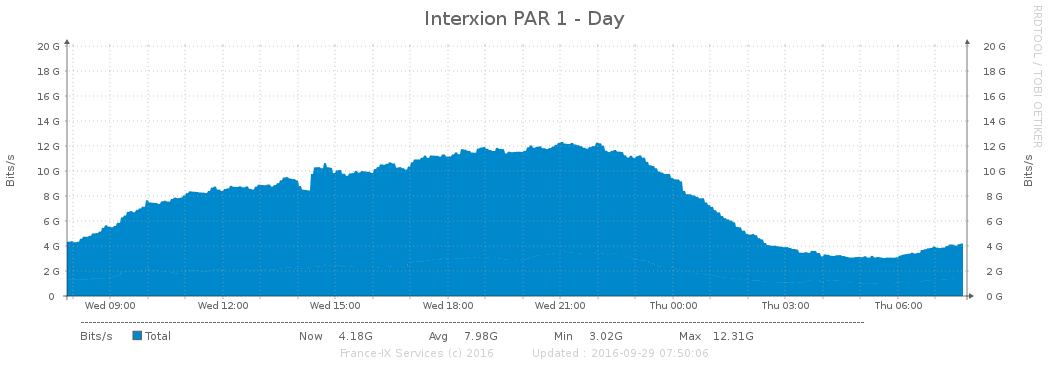 Interxion PAR 1 - Day
RRDTOOL / TOBI OETIKER
Bits/s
20 G 20 G
18 G 18 G
16 G 16 G
14 G 14 G
12 G 12 G
10 G 10 G
8 G 8 G
6 G 6 G
4 G 4 G
2 G 2 G
0 0 G
Bits/s
Wed 09:00 Wed 12:00 Wed 15:00 Wed 18:00 Wed 21:00 Thu 00:00 Thu 03:00 Thu 06:00
Bits/s Total Now 4.18G Avg 7.98G Min 3.02G Max 12.31G
France-IX Services (c) 2016 Updated : 2016-09-29 07:50:06